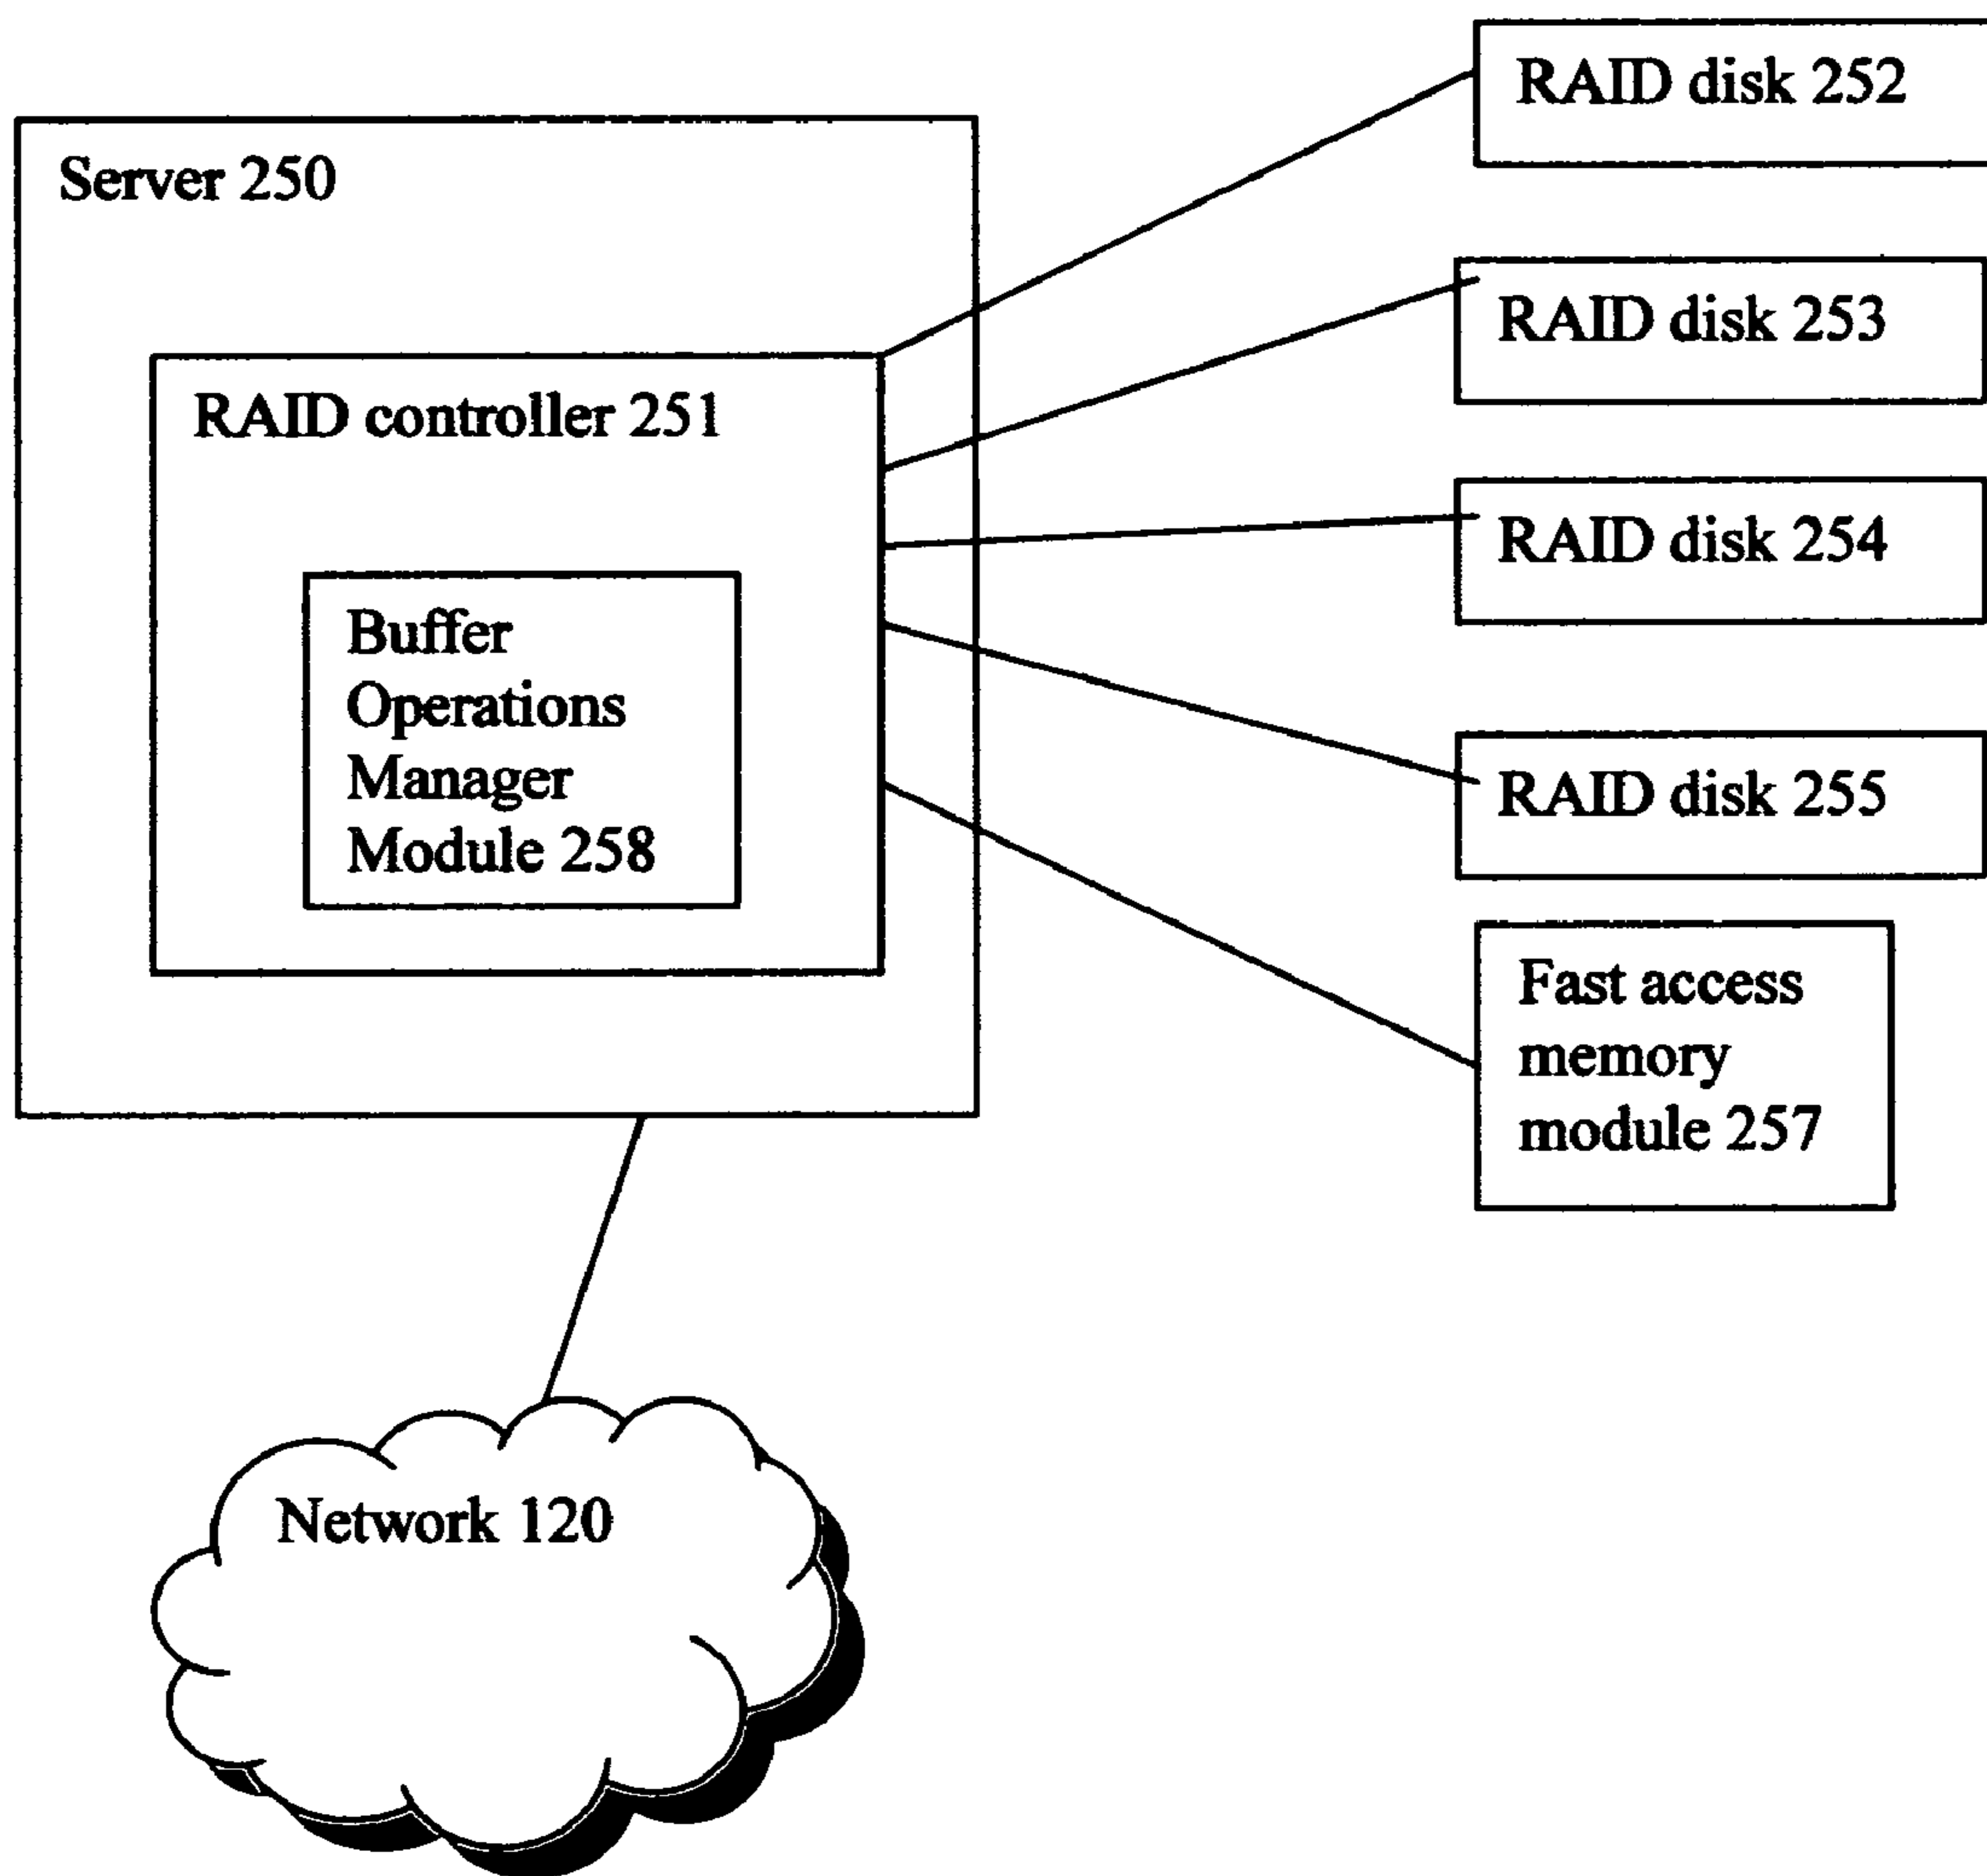 Server 250
RAID controller 251
Buffer
Operations
Manager
Module 258
RAID disk 252
RAID disk 253
RAID disk 254
RAID disk 255
Fast access
memory
module 257
Network 120